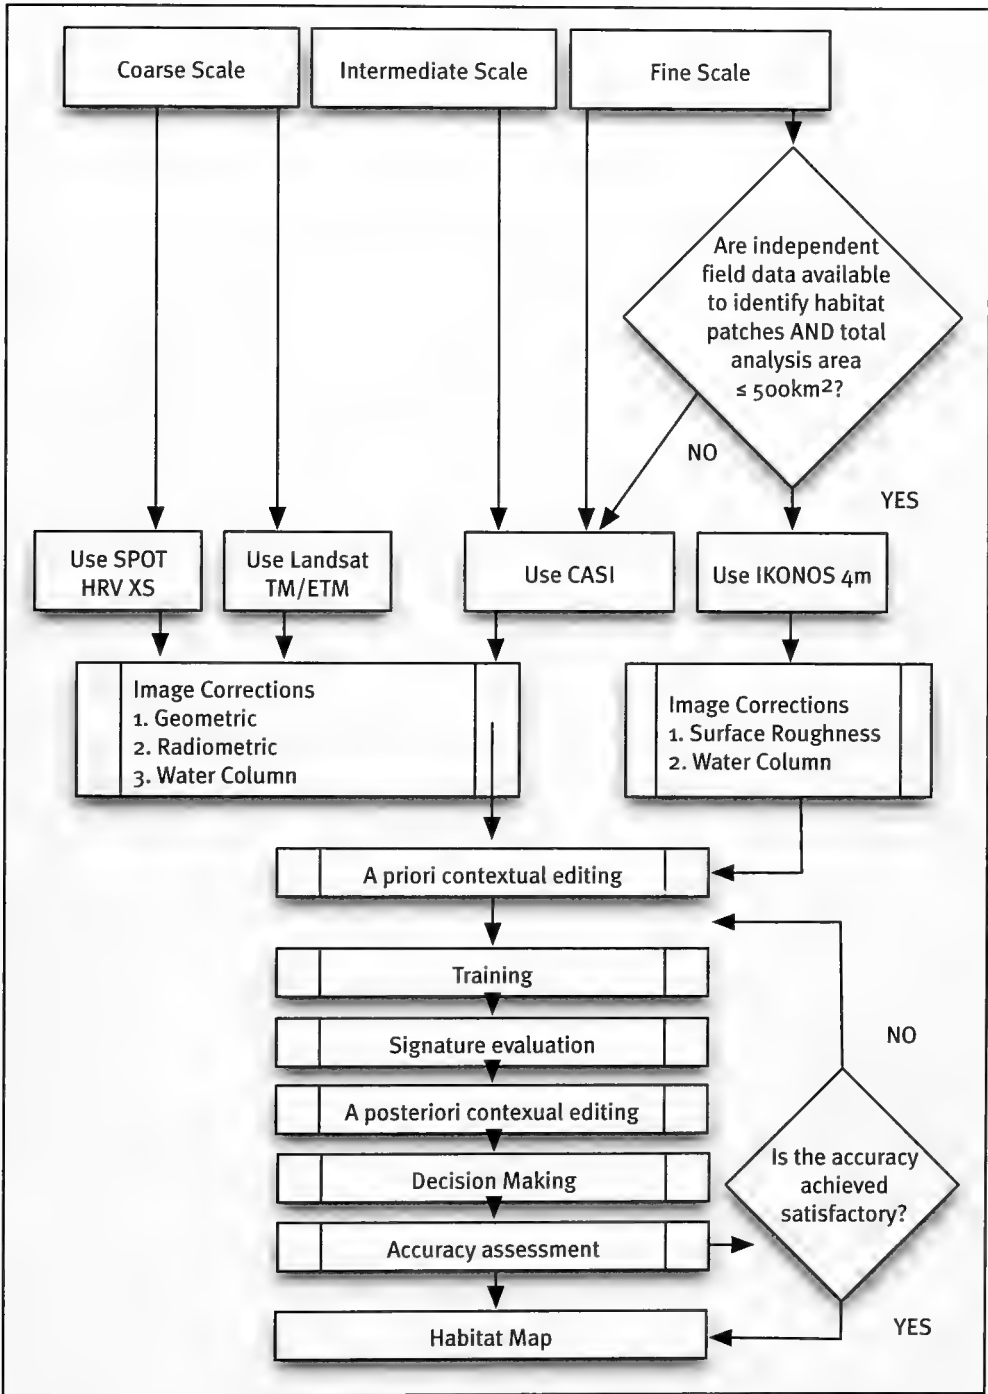 Coarse Scale
Intermediate Scale
Fine Scale
Are independent
field data available
to identify habitat
patches AND total
analysis area
≤ 500km²?
NO
YES
Use SPOT
HRV XS
Use Landsat
TM/ETM
Use CASI
Use IKONOS 4m
Image Corrections
1. Geometric
2. Radiometric
3. Water Column
Image Corrections
1. Surface Roughness
2. Water Column
A priori contextual editing
Training
Signature evaluation
A posteriori contexual editing
Decision Making
Accuracy assessment
NO
Is the accuracy
achieved
satisfactory?
YES
Habitat Map